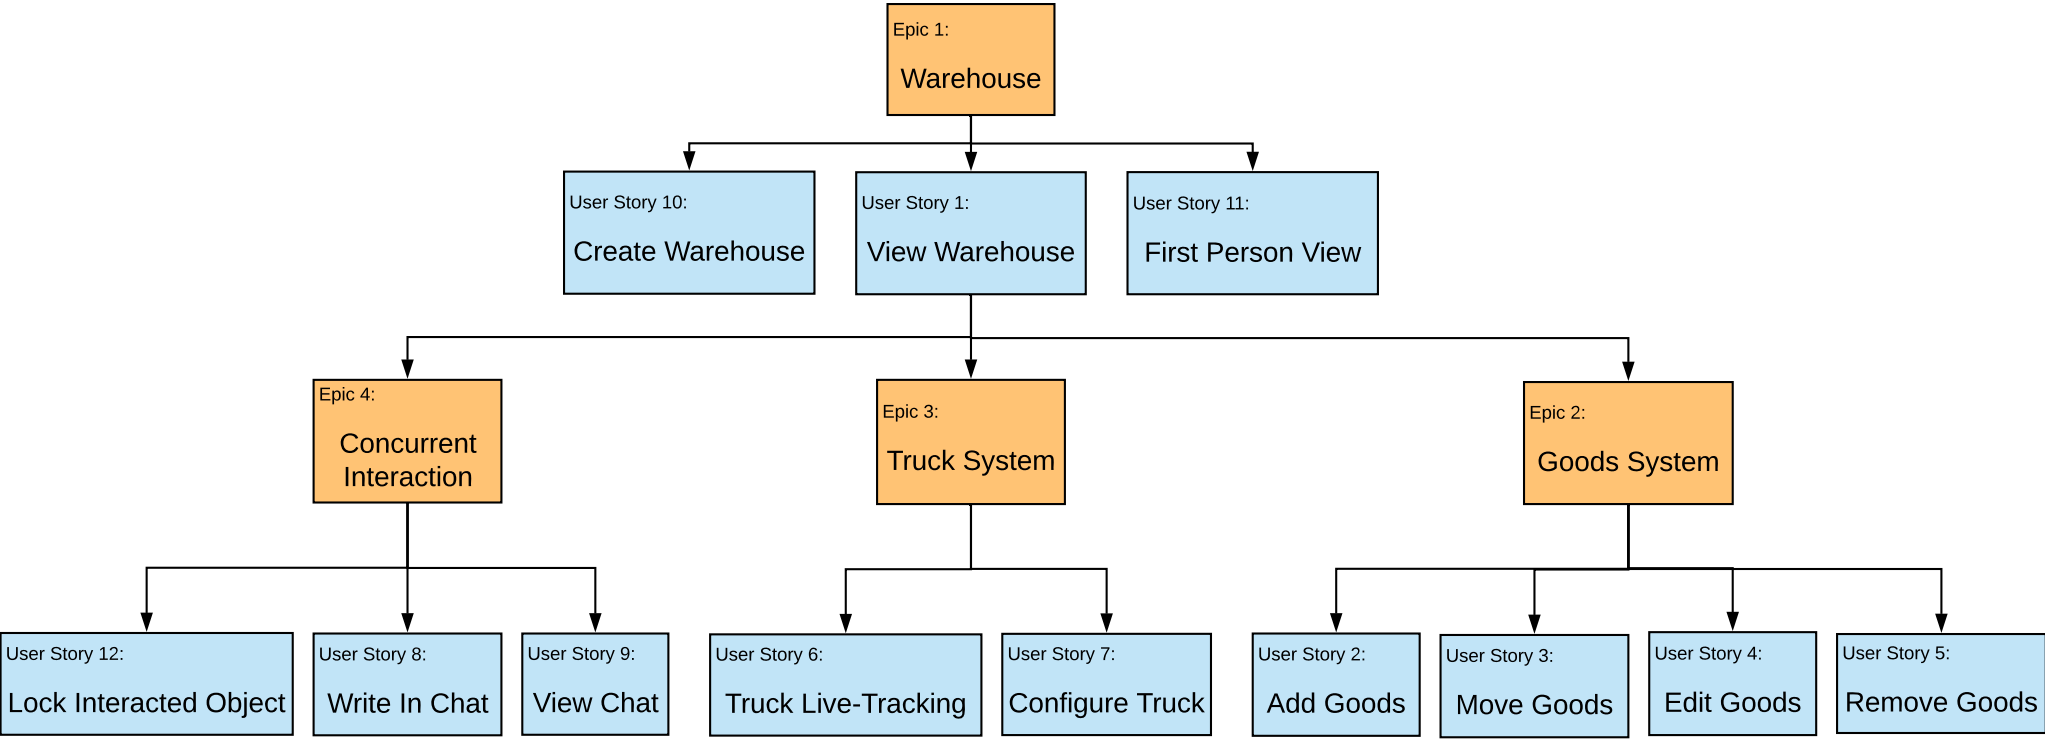 Epic 1:
Warehouse
User Story 10:
Create Warehouse
User Story 1:
View Warehouse
User Story 11:
First Person View
Epic 4:
Concurrent
Interaction
Epic 3:
Truck System
Epic 2:
Goods System
User Story 12:
Lock Interacted Object
User Story 8:
Write In Chat
User Story 9:
View Chat
User Story 6:
Truck Live-Tracking
User Story 7:
Configure Truck
User Story 2:
Add Goods
User Story 3:
Move Goods
User Story 4:
Edit Goods
User Story 5:
Remove Goods